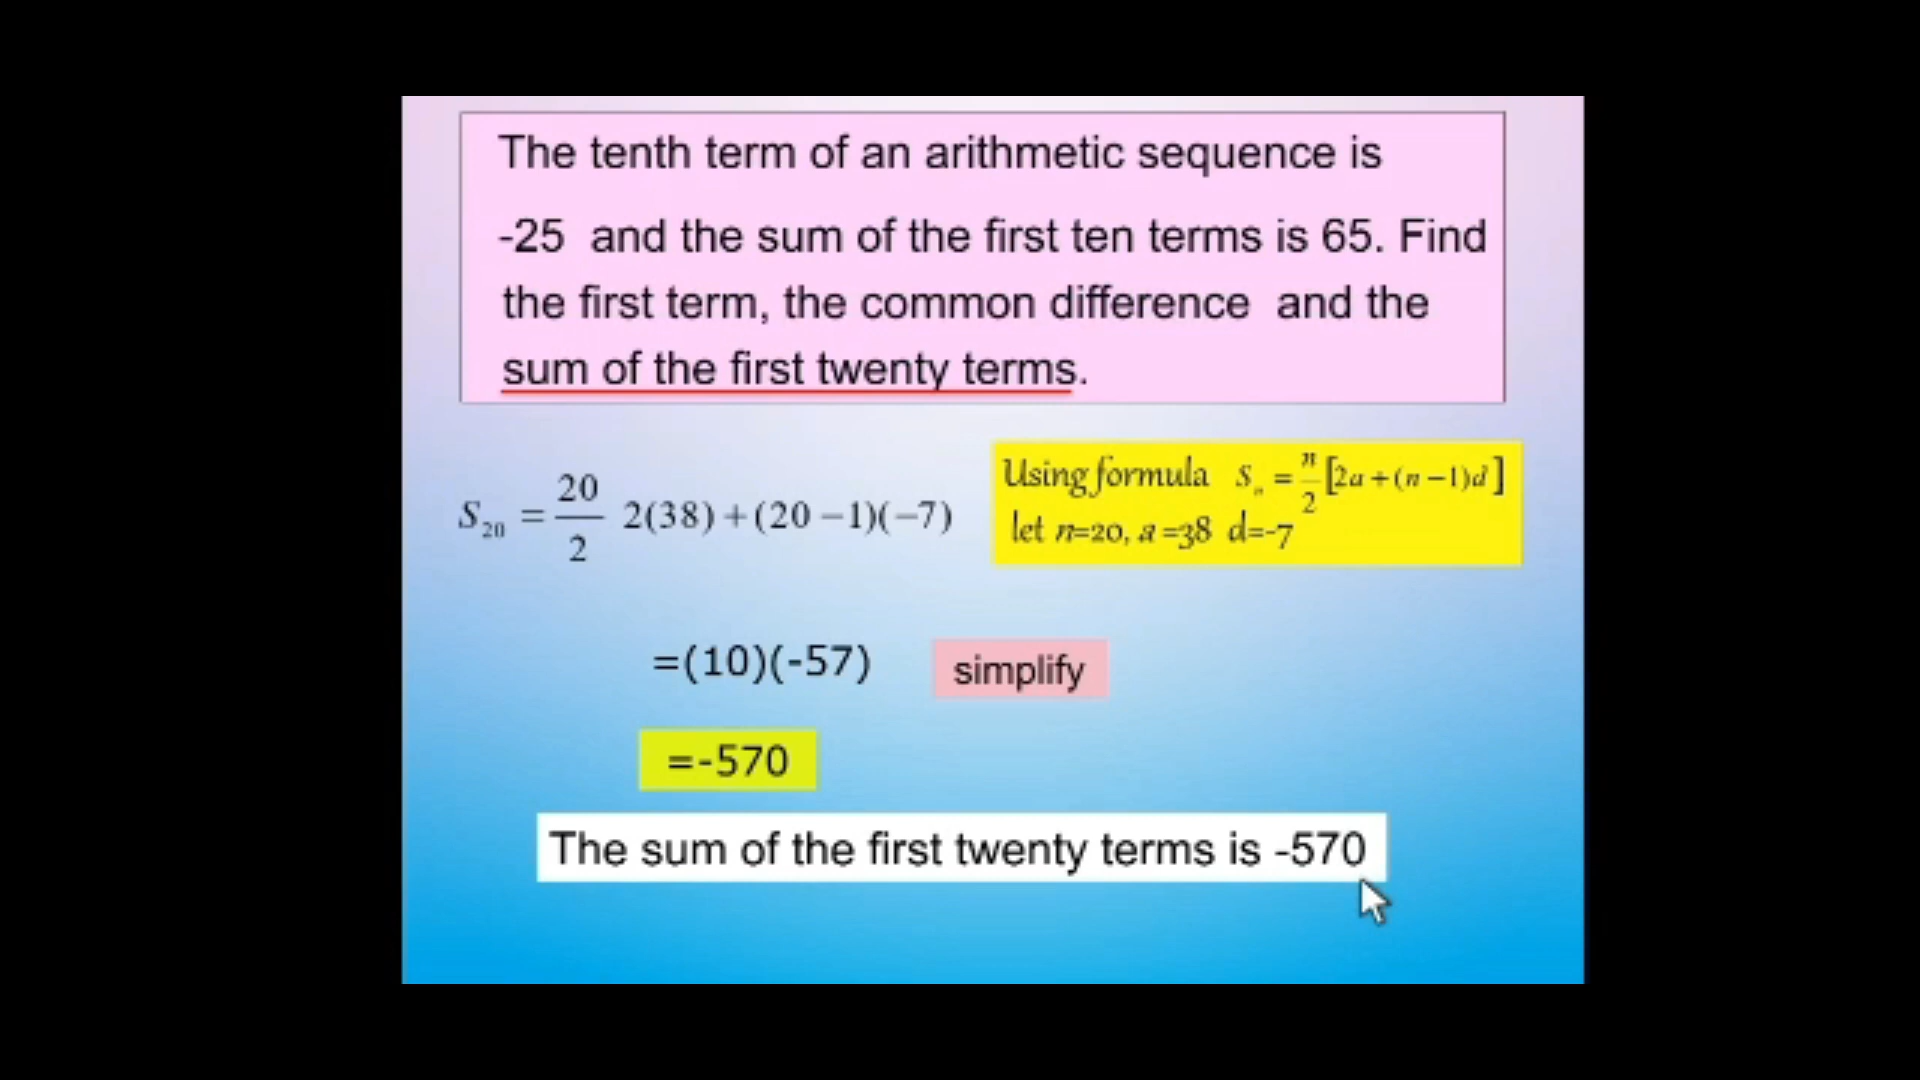 The tenth term of an arithmetic sequence is
-25 and the sum of the first ten terms is 65. Find
the first term, the common difference and the
sum of the first twenty terms.
S₂₀ = 20/2 2(38)+(20−1)(−7)
Using formula Sₙ = n/2 [2a+(n−1)d]
let n=20, a=38 d=-7
=(10)(-57)
simplify
=-570
The sum of the first twenty terms is -570